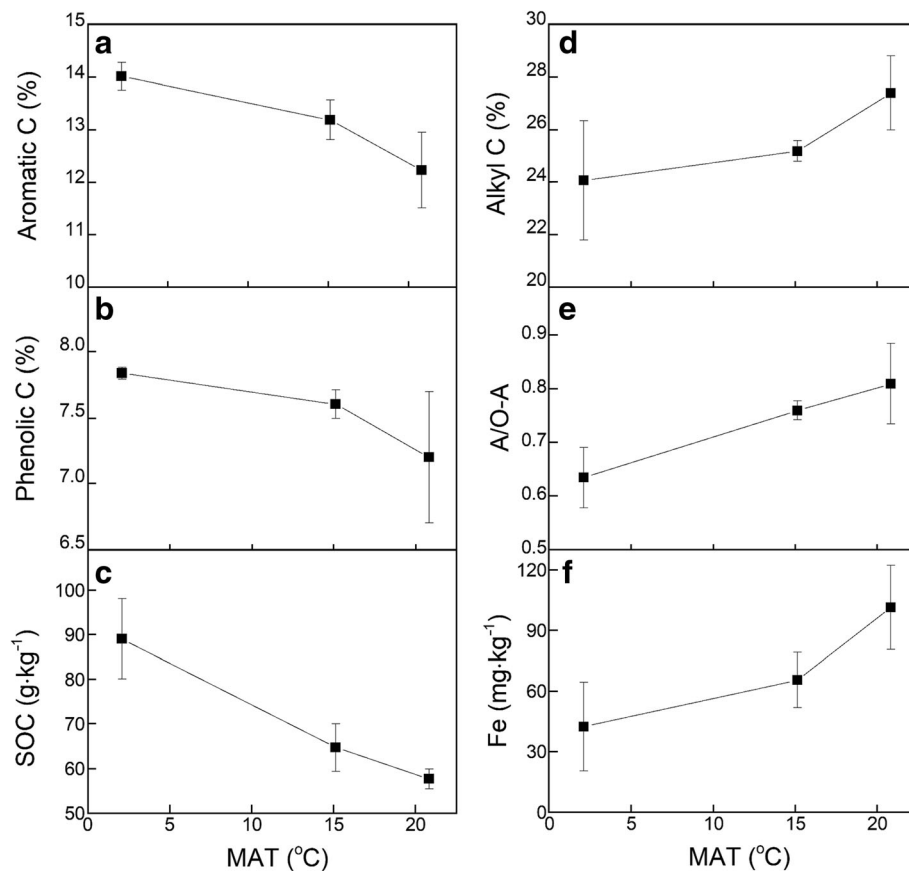 a
Aromatic C (%)
15
14
13
12
11
10
b
Phenolic C (%)
8.0
7.5
7.0
6.5
c
SOC (g·kg⁻¹)
100
90
80
70
60
50
0 5 10 15 20
MAT (°C)
d
Alkyl C (%)
30
28
26
24
22
20
e
A/O-A
0.9
0.8
0.7
0.6
0.5
f
Fe (mg·kg⁻¹)
120
90
60
30
0
0 5 10 15 20
MAT (°C)